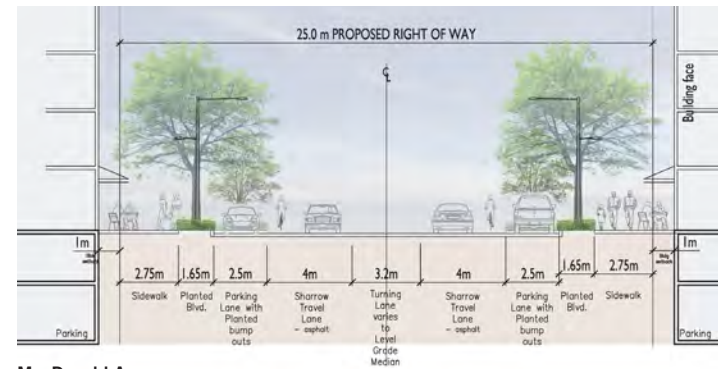 25.0 m PROPOSED RIGHT OF WAY
Building face
1m
1m
2.75m
1.65m
2.5m
4m
3.2m
4m
2.5m
1.65m
2.75m
Sidewalk
Planted
Blvd.
Parking
Lane with
Planted
bump
outs
Sharrow
Travel
Lane
- asphalt
Turning
Lane
varies
to
Level
Grade
Median
Sharrow
Travel
Lane
- asphalt
Parking
Lane with
Planted
bump
outs
Planted
Blvd.
Sidewalk
Parking
Parking